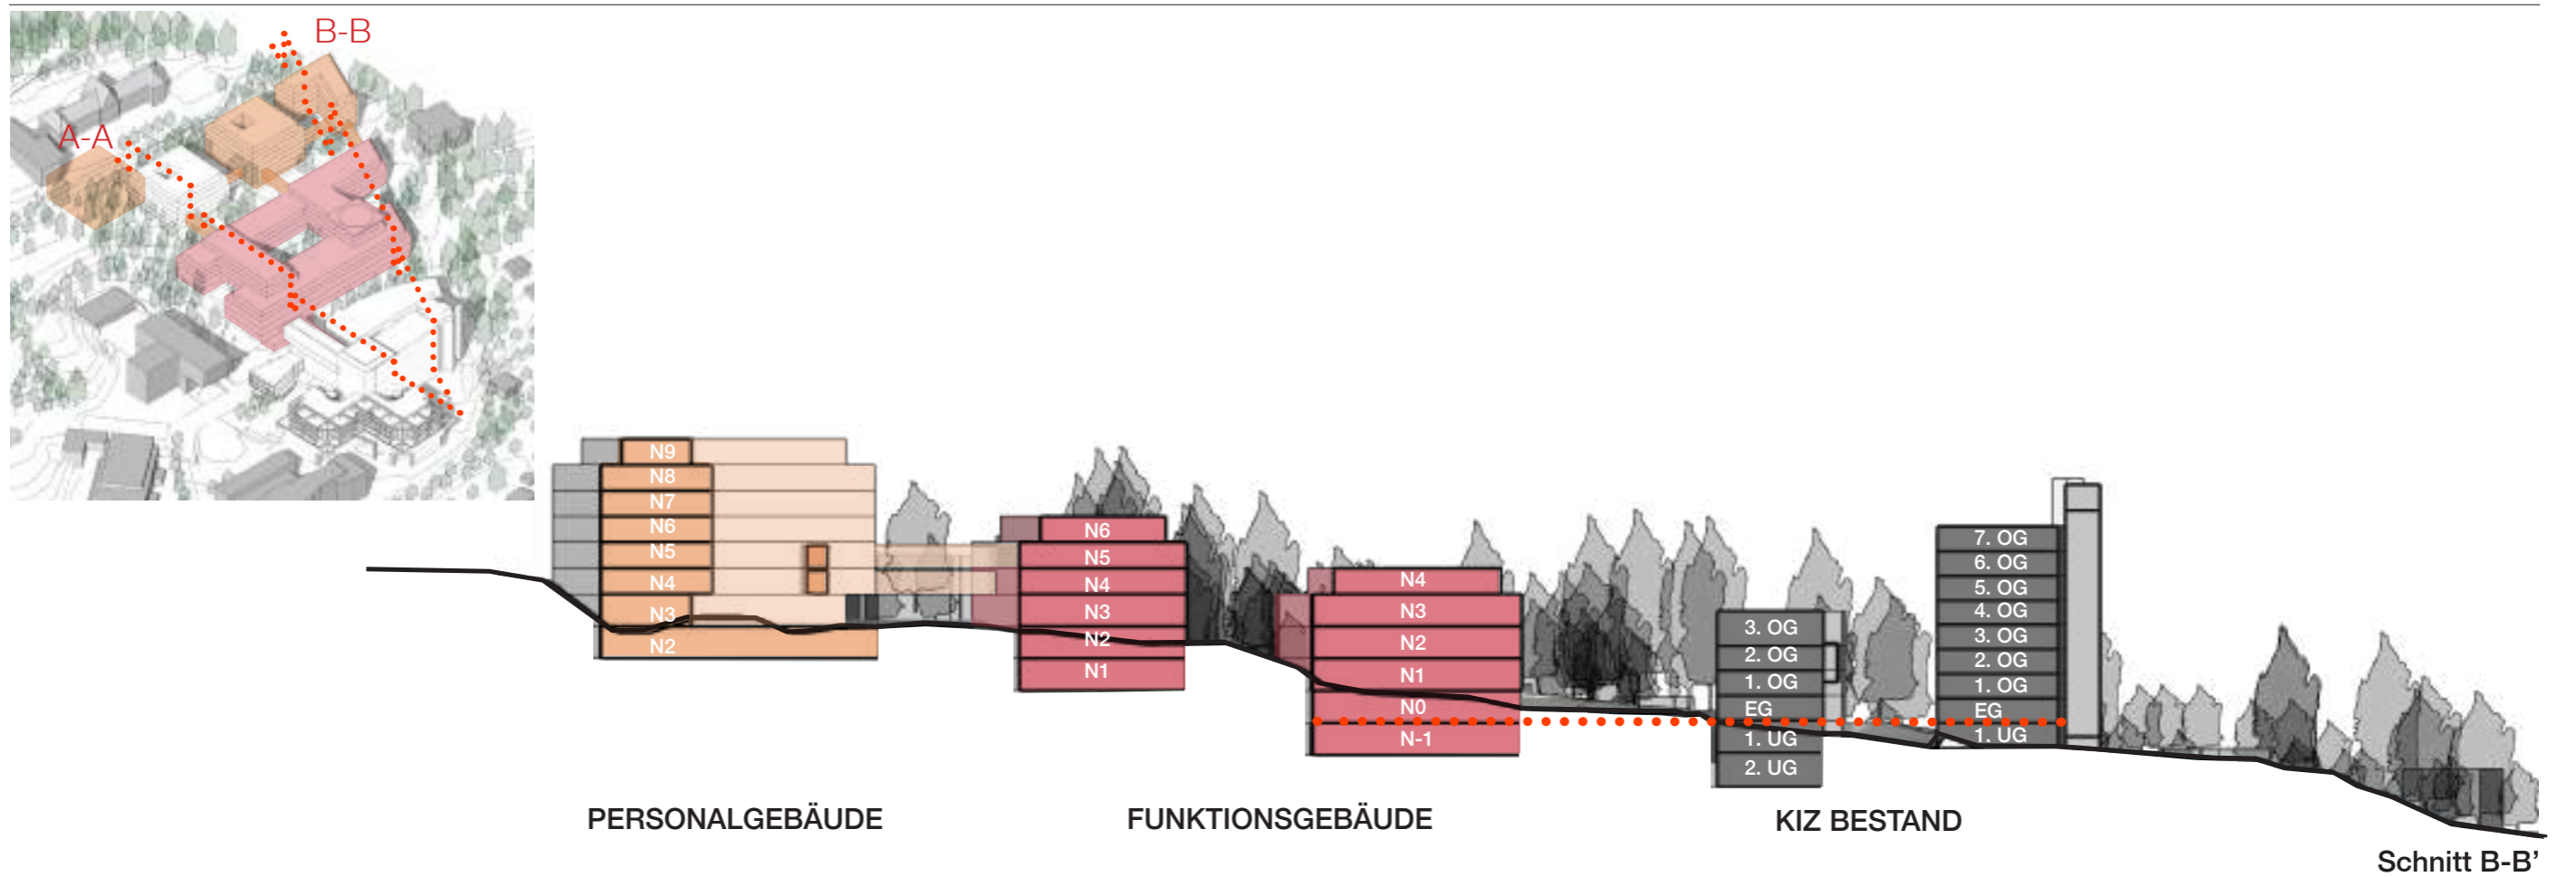 B-B
A-A
N9
N8
N7
N6
N5
N4
N3
N2
N6
N5
N4
N3
N2
N1
N4
N3
N2
N1
N0
N-1
3. OG
2. OG
1. OG
EG
1. UG
2. UG
7. OG
6. OG
5. OG
4. OG
3. OG
2. OG
1. OG
EG
1. UG
PERSONALGEBÄUDE
FUNKTIONSGEBÄUDE
KIZ BESTAND
Schnitt B-B’